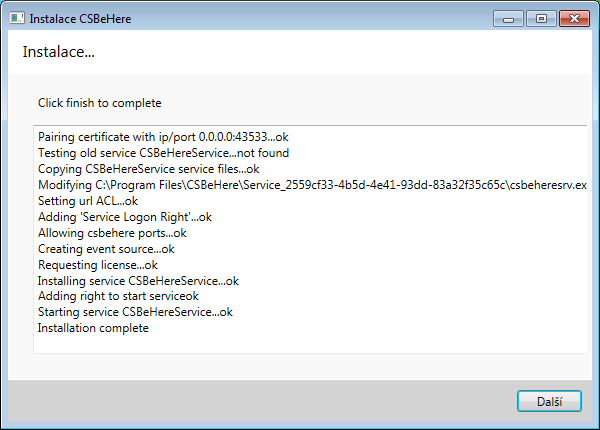 Instalace CSBeHere
Instalace...
Click finish to complete
Pairing certificate with ip/port 0.0.0.0:43533...ok
Testing old service CSBeHereService...not found
Copying CSBeHereService service files...ok
Modifying C:\Program Files\CSBeHere\Service_2559cf33-4b5d-4e41-93dd-83a32f35c65c\csbeheresrv.ex
Setting url ACL...ok
Adding 'Service Logon Right'...ok
Allowing csbehere ports...ok
Creating event source...ok
Requesting license...ok
Installing service CSBeHereService...ok
Adding right to start serviceok
Starting service CSBeHereService...ok
Installation complete
Další